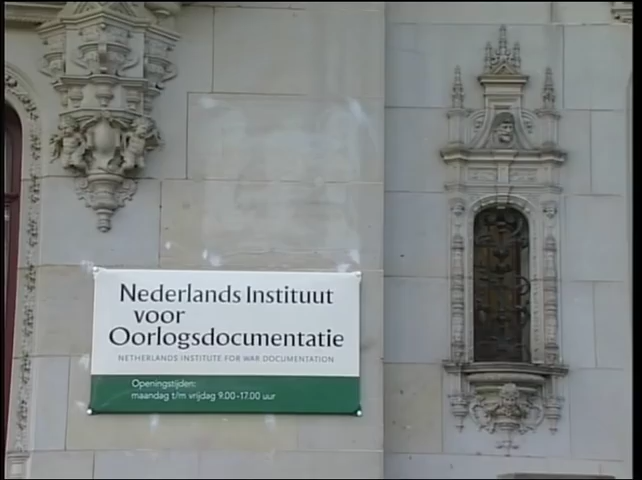 Nederlands Instituut
voor
Oorlogsdocumentatie
NETHERLANDS INSTITUTE FOR WAR DOCUMENTATION
Openingstijden:
maandag t/m vrijdag 9.00-17.00 uur